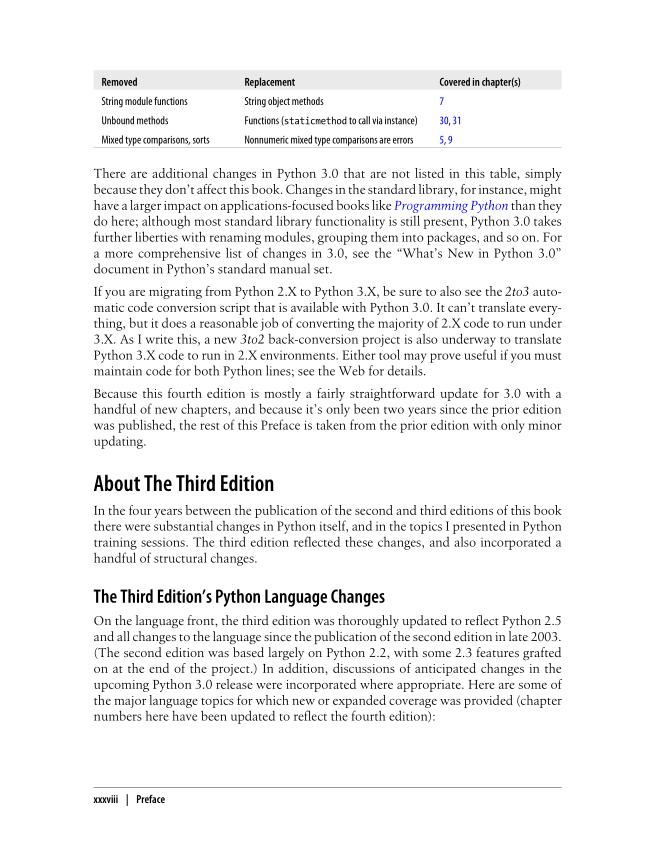 Removed Replacement Covered in chapter(s)
String module functions String object methods 7
Unbound methods Functions (staticmethod to call via instance) 30, 31
Mixed type comparisons, sorts Nonnumeric mixed type comparisons are errors 5, 9
There are additional changes in Python 3.0 that are not listed in this table, simply
because they don’t affect this book. Changes in the standard library, for instance, might
have a larger impact on applications-focused books like Programming Python than they
do here; although most standard library functionality is still present, Python 3.0 takes
further liberties with renaming modules, grouping them into packages, and so on. For
a more comprehensive list of changes in 3.0, see the “What’s New in Python 3.0”
document in Python’s standard manual set.
If you are migrating from Python 2.X to Python 3.X, be sure to also see the 2to3 auto-
matic code conversion script that is available with Python 3.0. It can’t translate every-
thing, but it does a reasonable job of converting the majority of 2.X code to run under
3.X. As I write this, a new 3to2 back-conversion project is also underway to translate
Python 3.X code to run in 2.X environments. Either tool may prove useful if you must
maintain code for both Python lines; see the Web for details.
Because this fourth edition is mostly a fairly straightforward update for 3.0 with a
handful of new chapters, and because it’s only been two years since the prior edition
was published, the rest of this Preface is taken from the prior edition with only minor
updating.
About The Third Edition
In the four years between the publication of the second and third editions of this book
there were substantial changes in Python itself, and in the topics I presented in Python
training sessions. The third edition reflected these changes, and also incorporated a
handful of structural changes.
The Third Edition’s Python Language Changes
On the language front, the third edition was thoroughly updated to reflect Python 2.5
and all changes to the language since the publication of the second edition in late 2003.
(The second edition was based largely on Python 2.2, with some 2.3 features grafted
on at the end of the project.) In addition, discussions of anticipated changes in the
upcoming Python 3.0 release were incorporated where appropriate. Here are some of
the major language topics for which new or expanded coverage was provided (chapter
numbers here have been updated to reflect the fourth edition):
xxxviii | Preface